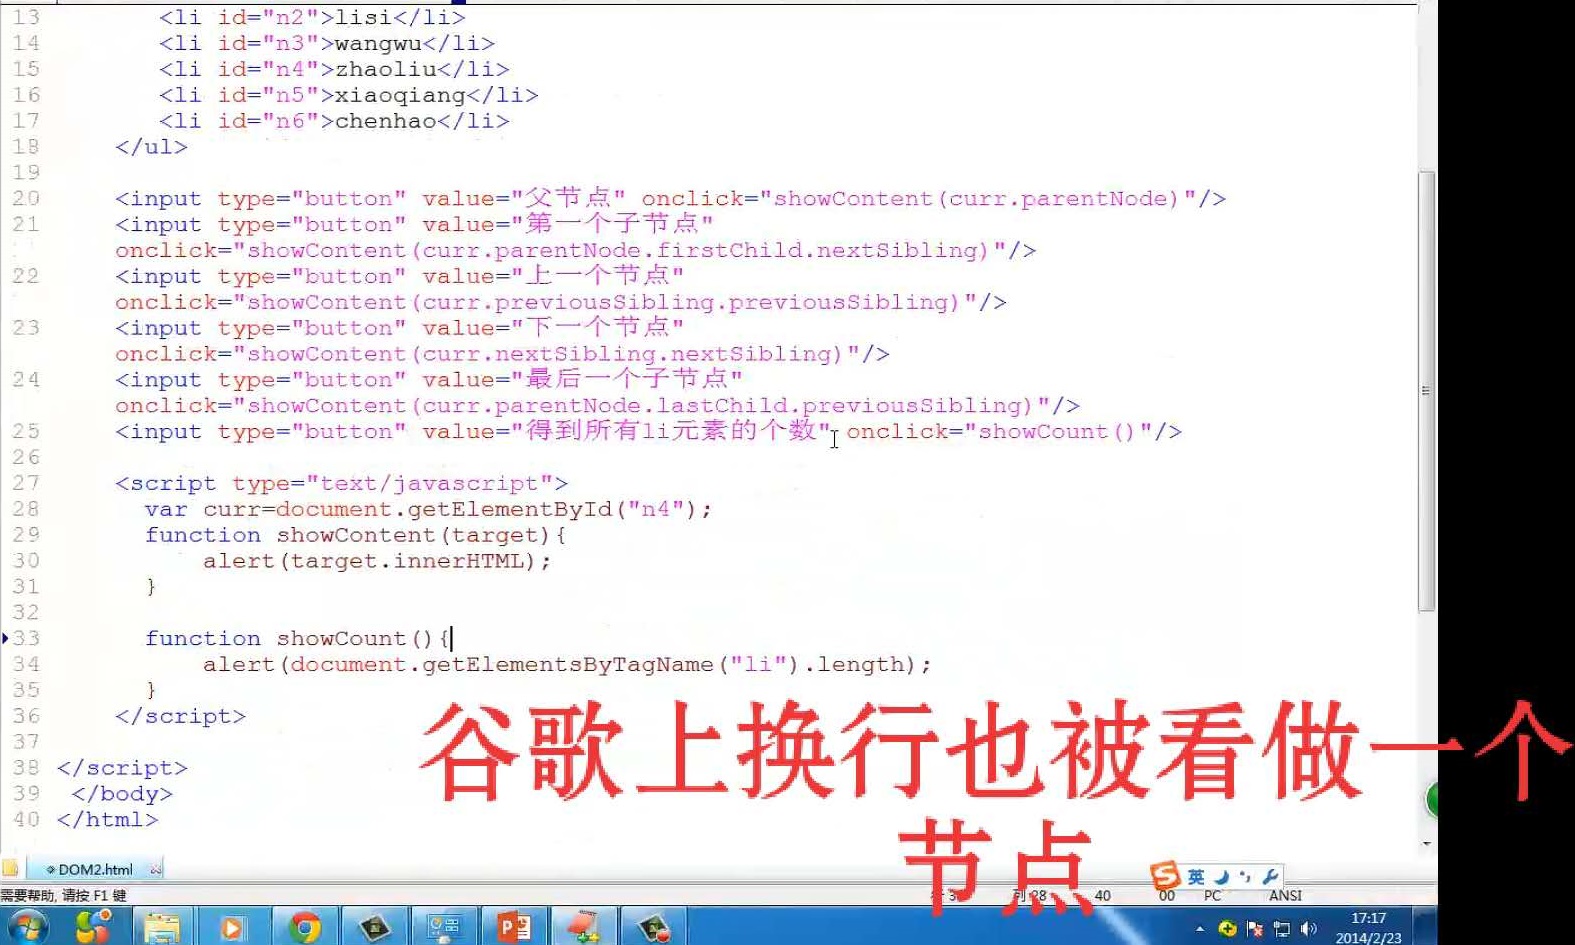 13 <li id="n2">lisi</li>
14 <li id="n3">wangwu</li>
15 <li id="n4">zhaoliu</li>
16 <li id="n5">xiaoqiang</li>
17 <li id="n6">chenhao</li>
18 </ul>
19
20 <input type="button" value="父节点" onclick="showContent(curr.parentNode)"/>
21 <input type="button" value="第一个子节点"
onclick="showContent(curr.parentNode.firstChild.nextSibling)"/>
22 <input type="button" value="上一个节点"
onclick="showContent(curr.previousSibling.previousSibling)"/>
23 <input type="button" value="下一个节点"
onclick="showContent(curr.nextSibling.nextSibling)"/>
24 <input type="button" value="最后一个子节点"
onclick="showContent(curr.parentNode.lastChild.previousSibling)"/>
25 <input type="button" value="得到所有li元素的个数" onclick="showCount()"/>
26
27 <script type="text/javascript">
28 var curr=document.getElementById("n4");
29 function showContent(target){
30 alert(target.innerHTML);
31 }
32
33 function showCount(){
34 alert(document.getElementsByTagName("li").length);
35 }
36 </script>
37
38 </script>
39 </body>
40 </html>
谷歌上换行也被看做一个
节点
DOM2.html
英
需要帮助, 请按 F1 键 列 28 40 00 PC ANSI
17:17
2014/2/23